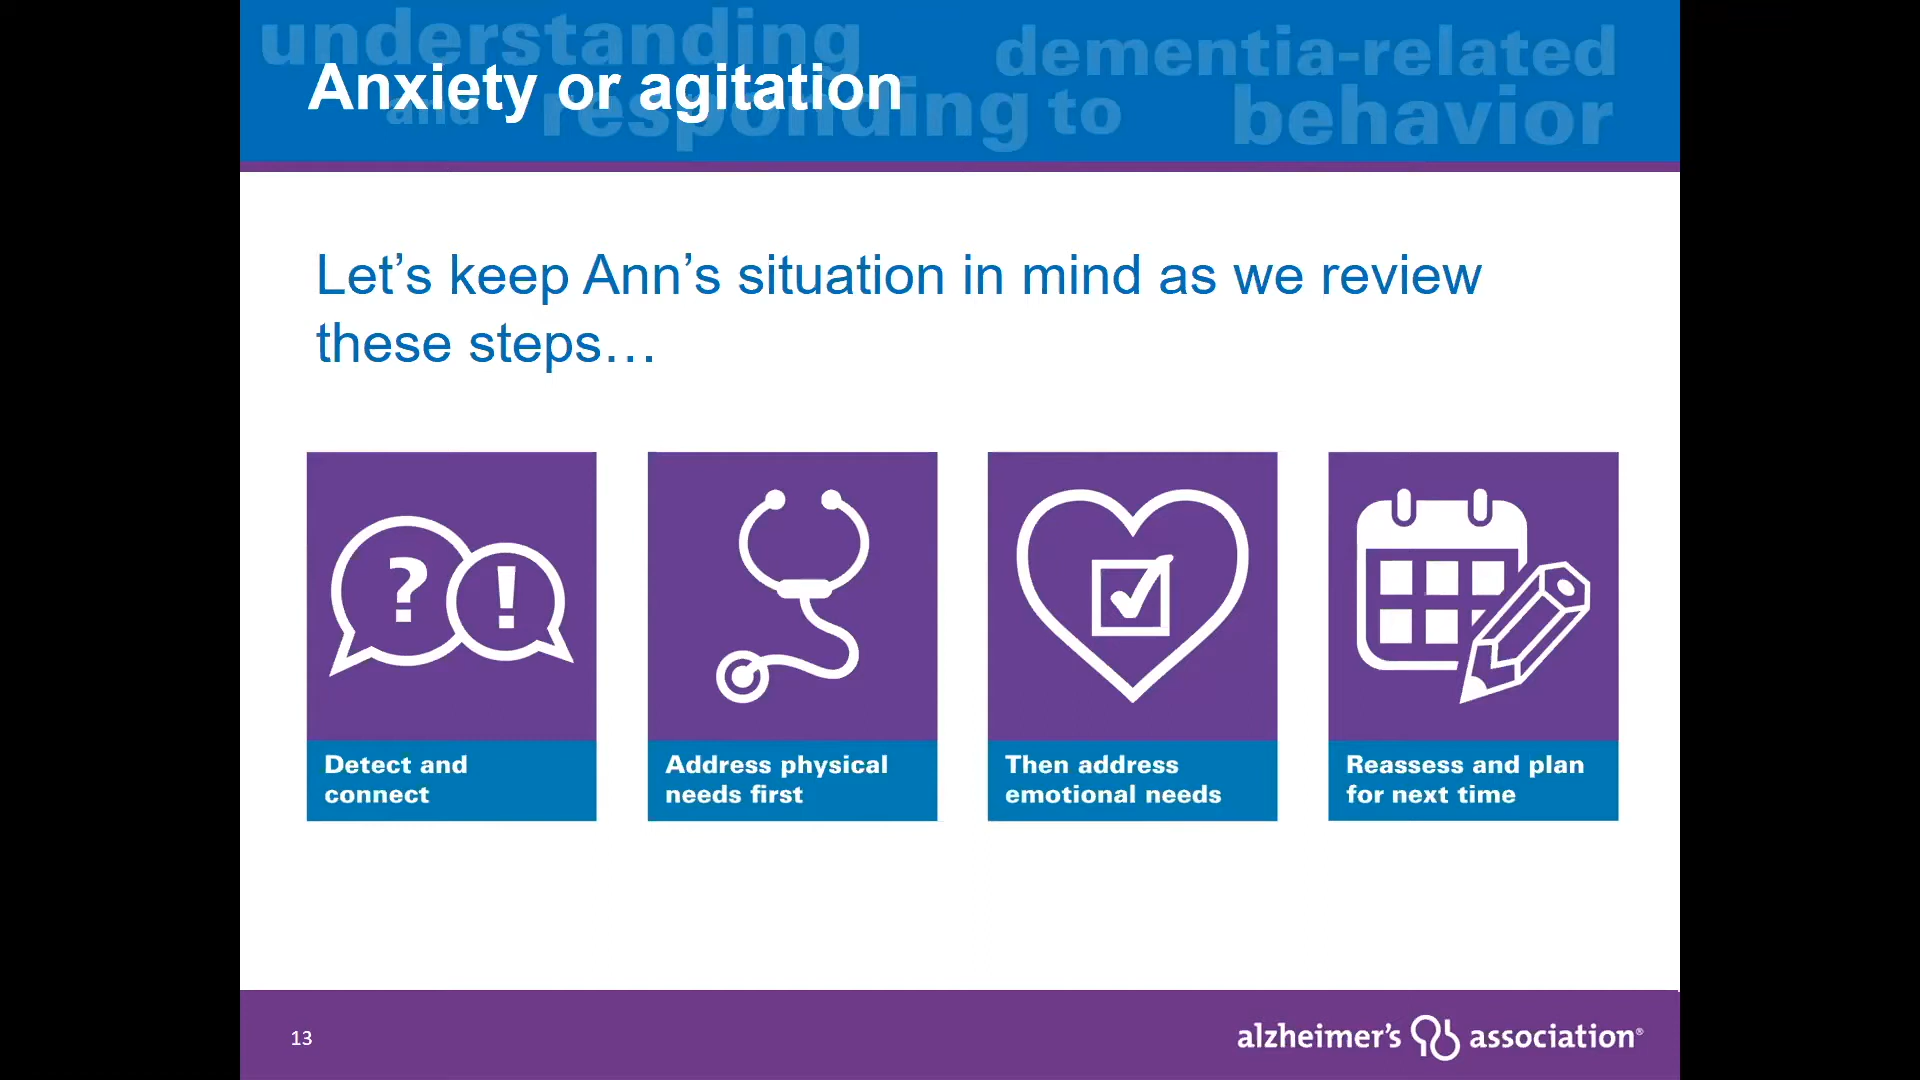 understanding
dementia-related
and responding to
behavior
Anxiety or agitation
Let’s keep Ann’s situation in mind as we review
these steps…
?
!
Detect and
connect
Address physical
needs first
Then address
emotional needs
Reassess and plan
for next time
13
alzheimer's association®